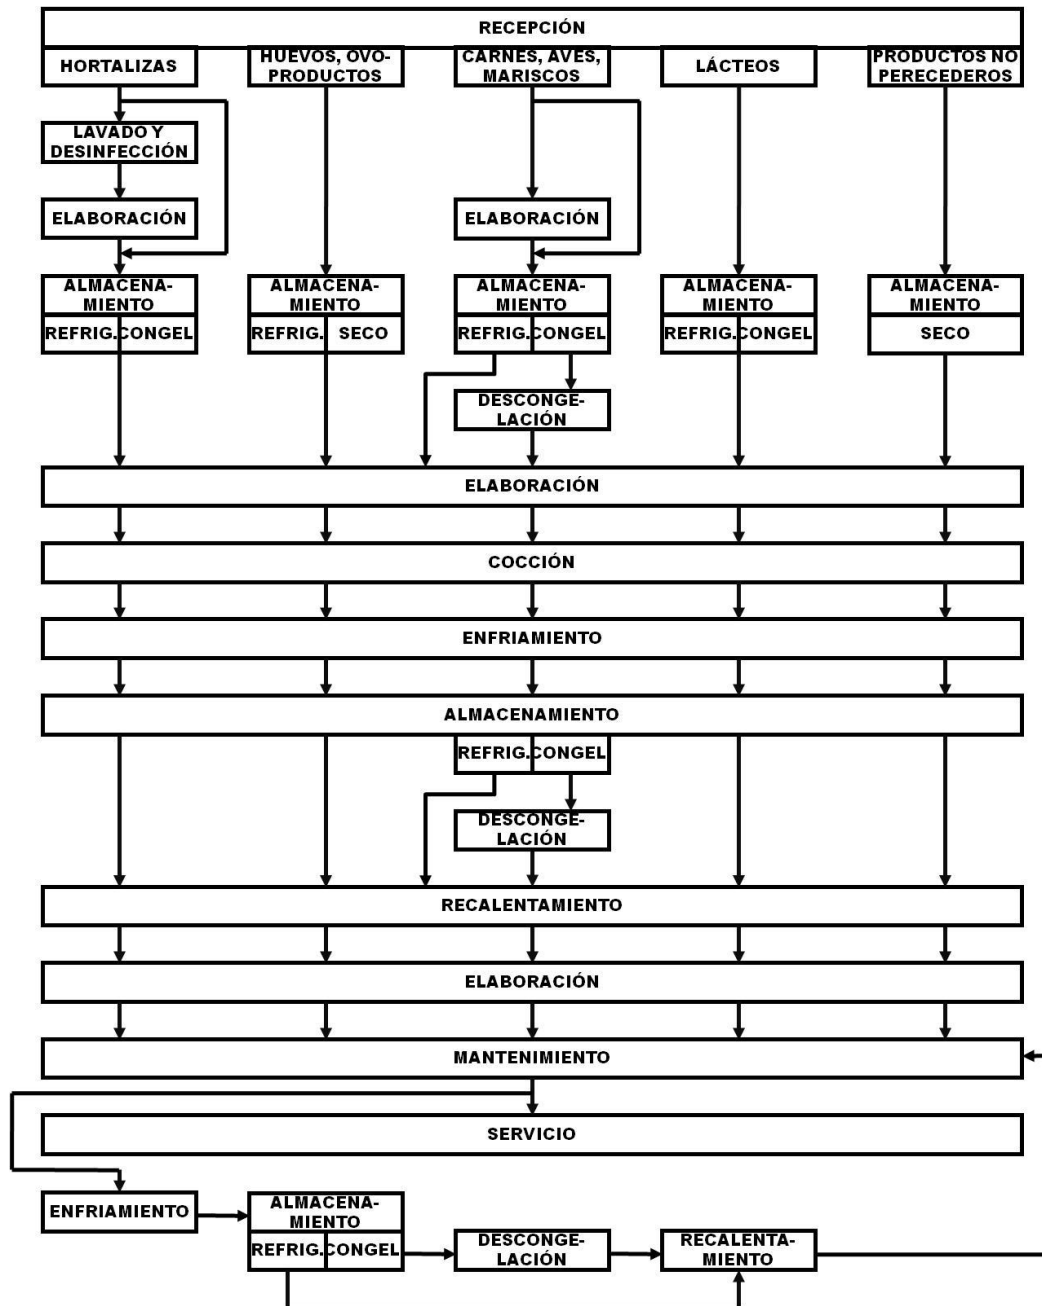 RECEPCIÓN
HORTALIZAS
HUEVOS, OVO-
PRODUCTOS
CARNES, AVES,
MARISCOS
LÁCTEOS
PRODUCTOS NO
PERECEDEROS
LAVADO Y
DESINFECCIÓN
ELABORACIÓN
ELABORACIÓN
ALMACENA-
MIENTO
REFRIG. CONGEL
ALMACENA-
MIENTO
REFRIG. SECO
ALMACENA-
MIENTO
REFRIG. CONGEL
ALMACENA-
MIENTO
REFRIG. CONGEL
ALMACENA-
MIENTO
SECO
DESCONGE-
LACIÓN
ELABORACIÓN
COCCIÓN
ENFRIAMIENTO
ALMACENAMIENTO
REFRIG. CONGEL
DESCONGE-
LACIÓN
RECALENTAMIENTO
ELABORACIÓN
MANTENIMIENTO
SERVICIO
ENFRIAMIENTO
ALMACENA-
MIENTO
REFRIG. CONGEL
DESCONGE-
LACIÓN
RECALENTA-
MIENTO